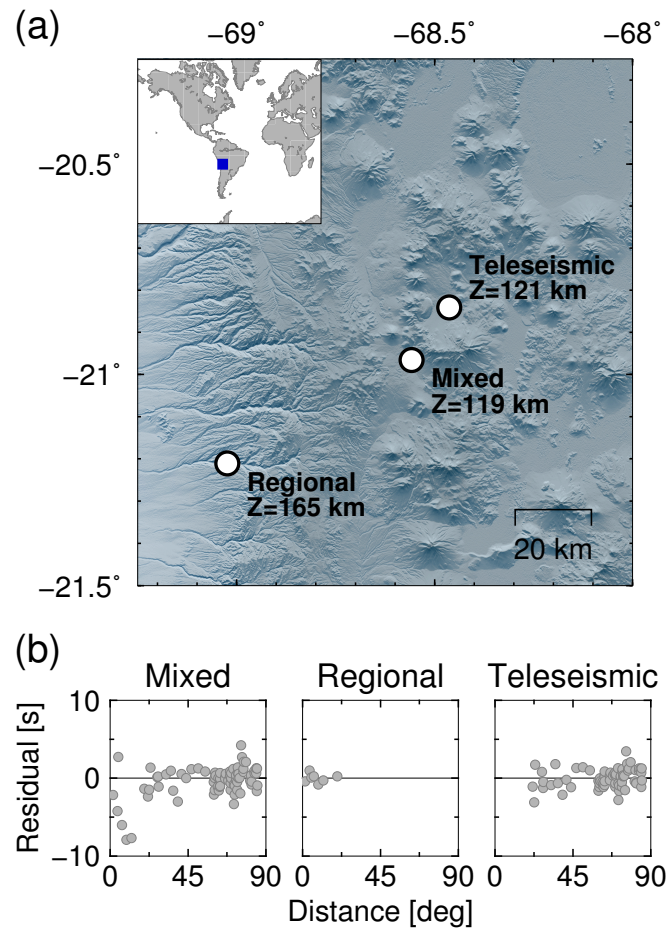 (a)
−69˚ −68.5˚ −68˚
−20.5˚
Teleseismic
Z=121 km
−21˚
Mixed
Z=119 km
Regional
Z=165 km
20 km
−21.5˚
(b)
Mixed Regional Teleseismic
10
0
−10
Residual [s]
0 45 90 0 45 90 0 45 90
Distance [deg]